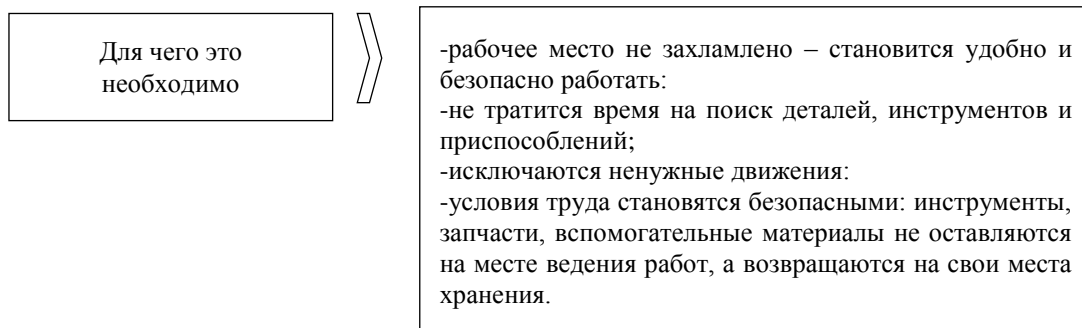 Для чего это
необходимо
-рабочее место не захламлено – становится удобно и
безопасно работать:
-не тратится время на поиск деталей, инструментов и
приспособлений;
-исключаются ненужные движения:
-условия труда становятся безопасными: инструменты,
запчасти, вспомогательные материалы не оставляются
на месте ведения работ, а возвращаются на свои места
хранения.